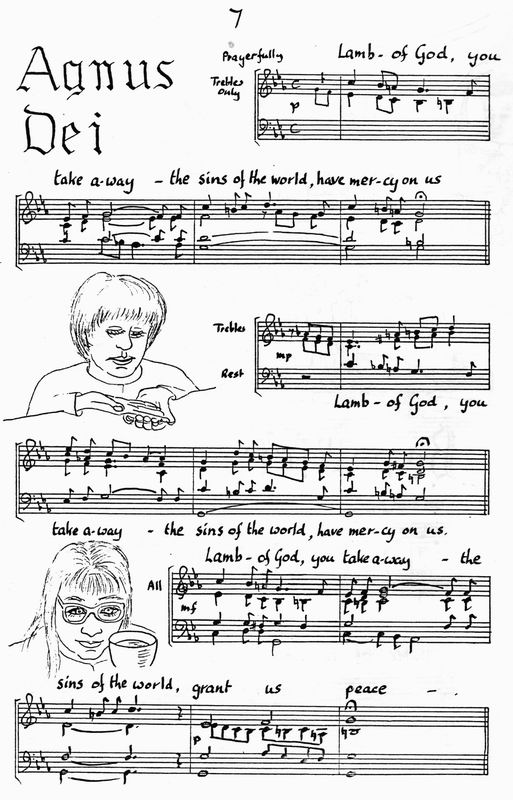 7
Agnus
Dei
Prayerfully
Lamb- of God, you
Trebles
Only
p
take a-way - the sins of the world, have mer-cy on us
Trebles
mp
Rest
Lamb- of God, you
take a-way - the sins of the world, have mer-cy on us.
Lamb- of God, you take a-way - the
All
mf
sins of the world, grant us peace - .
p